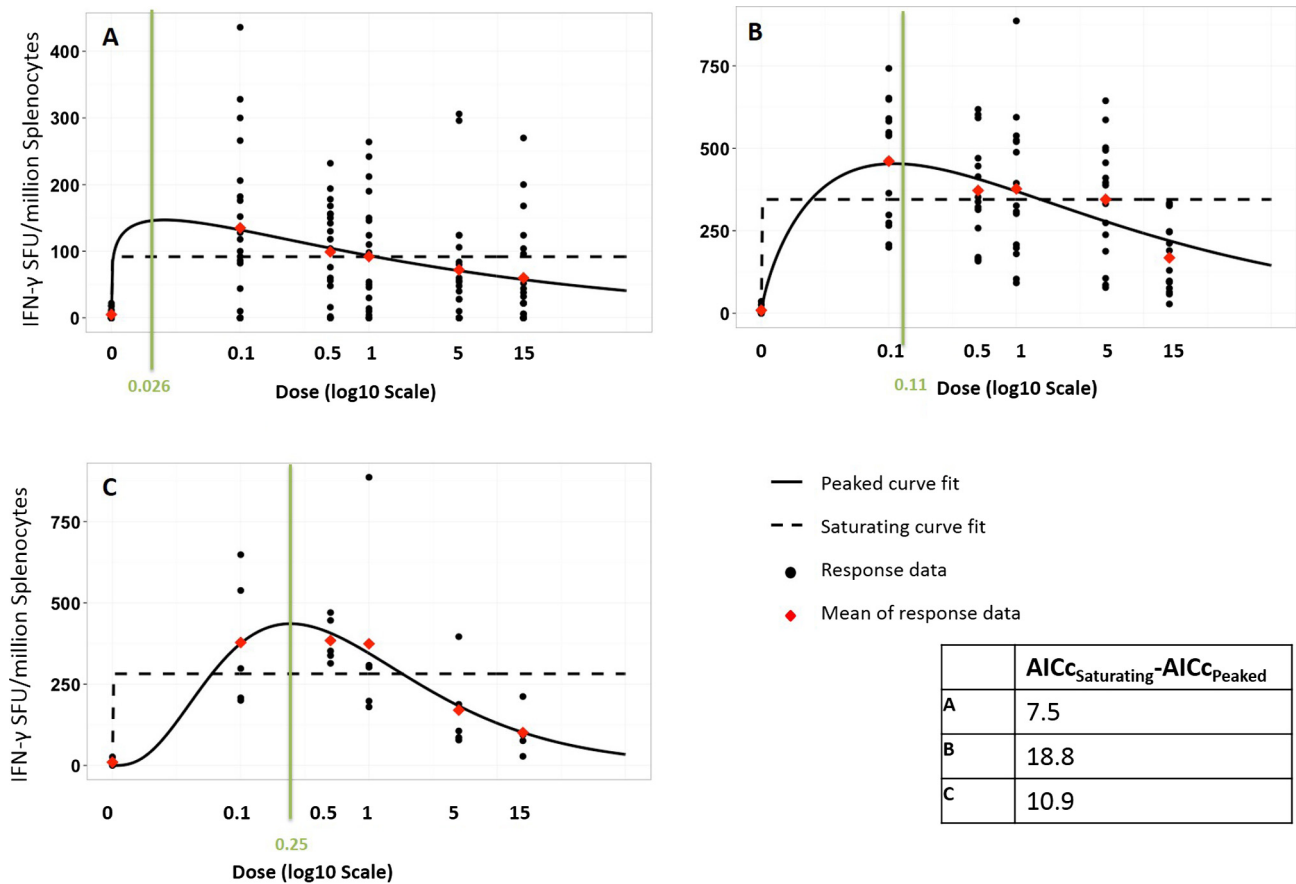 A
IFN-γ SFU/million Splenocytes
400
300
200
100
0
0 0.1 0.5 1 5 15
0.026
Dose (log10 Scale)
B
750
500
250
0
0 0.1 0.5 1 5 15
0.11
Dose (log10 Scale)
C
IFN-γ SFU/million Splenocytes
750
500
250
0
0 0.1 0.5 1 5 15
0.25
Dose (log10 Scale)
Peaked curve fit
Saturating curve fit
Response data
Mean of response data
AICcSaturating-AICcPeaked
A 7.5
B 18.8
C 10.9